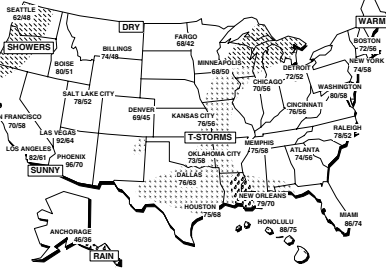 SEATTLE
62/48
SHOWERS
DRY
WARM
FARGO
68/42
BILLINGS
74/48
BOSTON
72/56
BOISE
80/51
MINNEAPOLIS
68/50
DETROIT
72/52
NEW YORK
74/58
CHICAGO
70/56
WASHINGTON
80/58
SALT LAKE CITY
78/52
DENVER
69/45
KANSAS CITY
76/56
CINCINNATI
76/56
N FRANCISCO
70/58
LAS VEGAS
92/64
T-STORMS
RALEIGH
78/52
LOS ANGELES
82/61
PHOENIX
96/70
OKLAHOMA CITY
73/58
MEMPHIS
75/58
ATLANTA
74/56
SUNNY
DALLAS
76/63
NEW ORLEANS
79/70
HOUSTON
75/68
MIAMI
86/74
ANCHORAGE
46/36
HONOLULU
88/75
RAIN